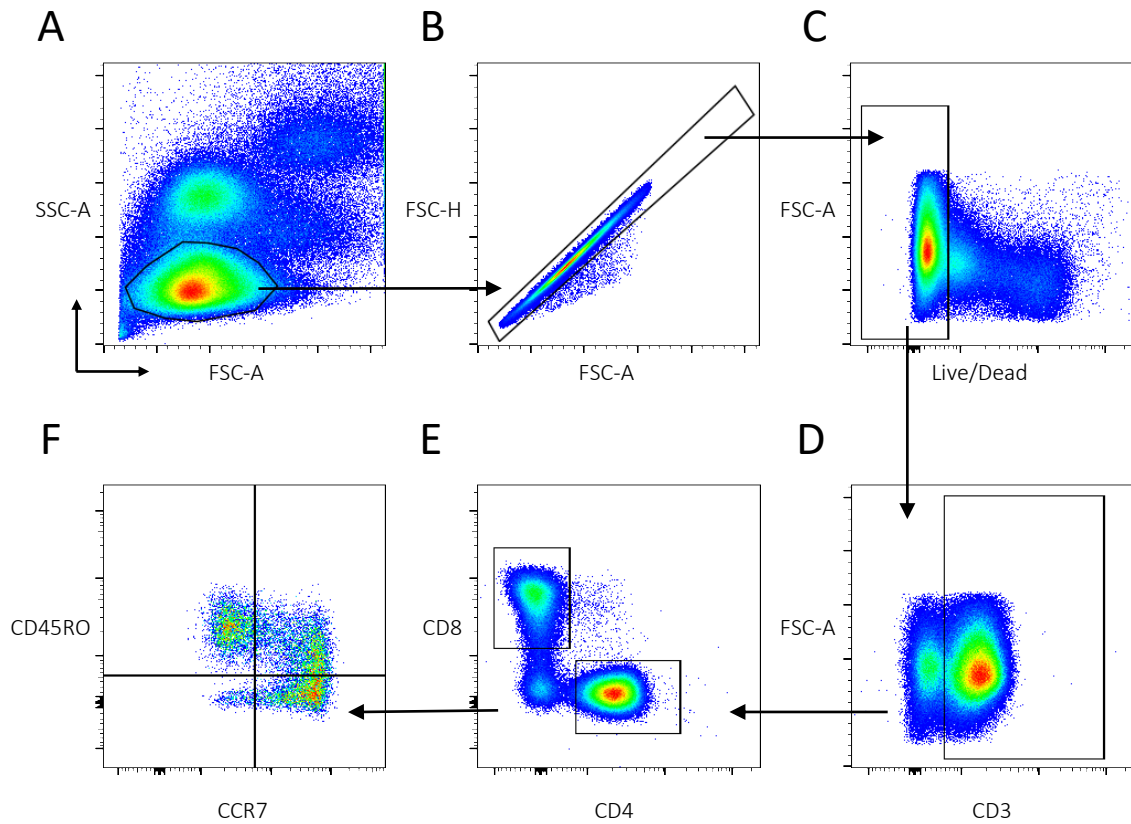 A
B
C
SSC-A
FSC-H
FSC-A
FSC-A
FSC-A
Live/Dead
F
E
D
CD45RO
CD8
FSC-A
CCR7
CD4
CD3